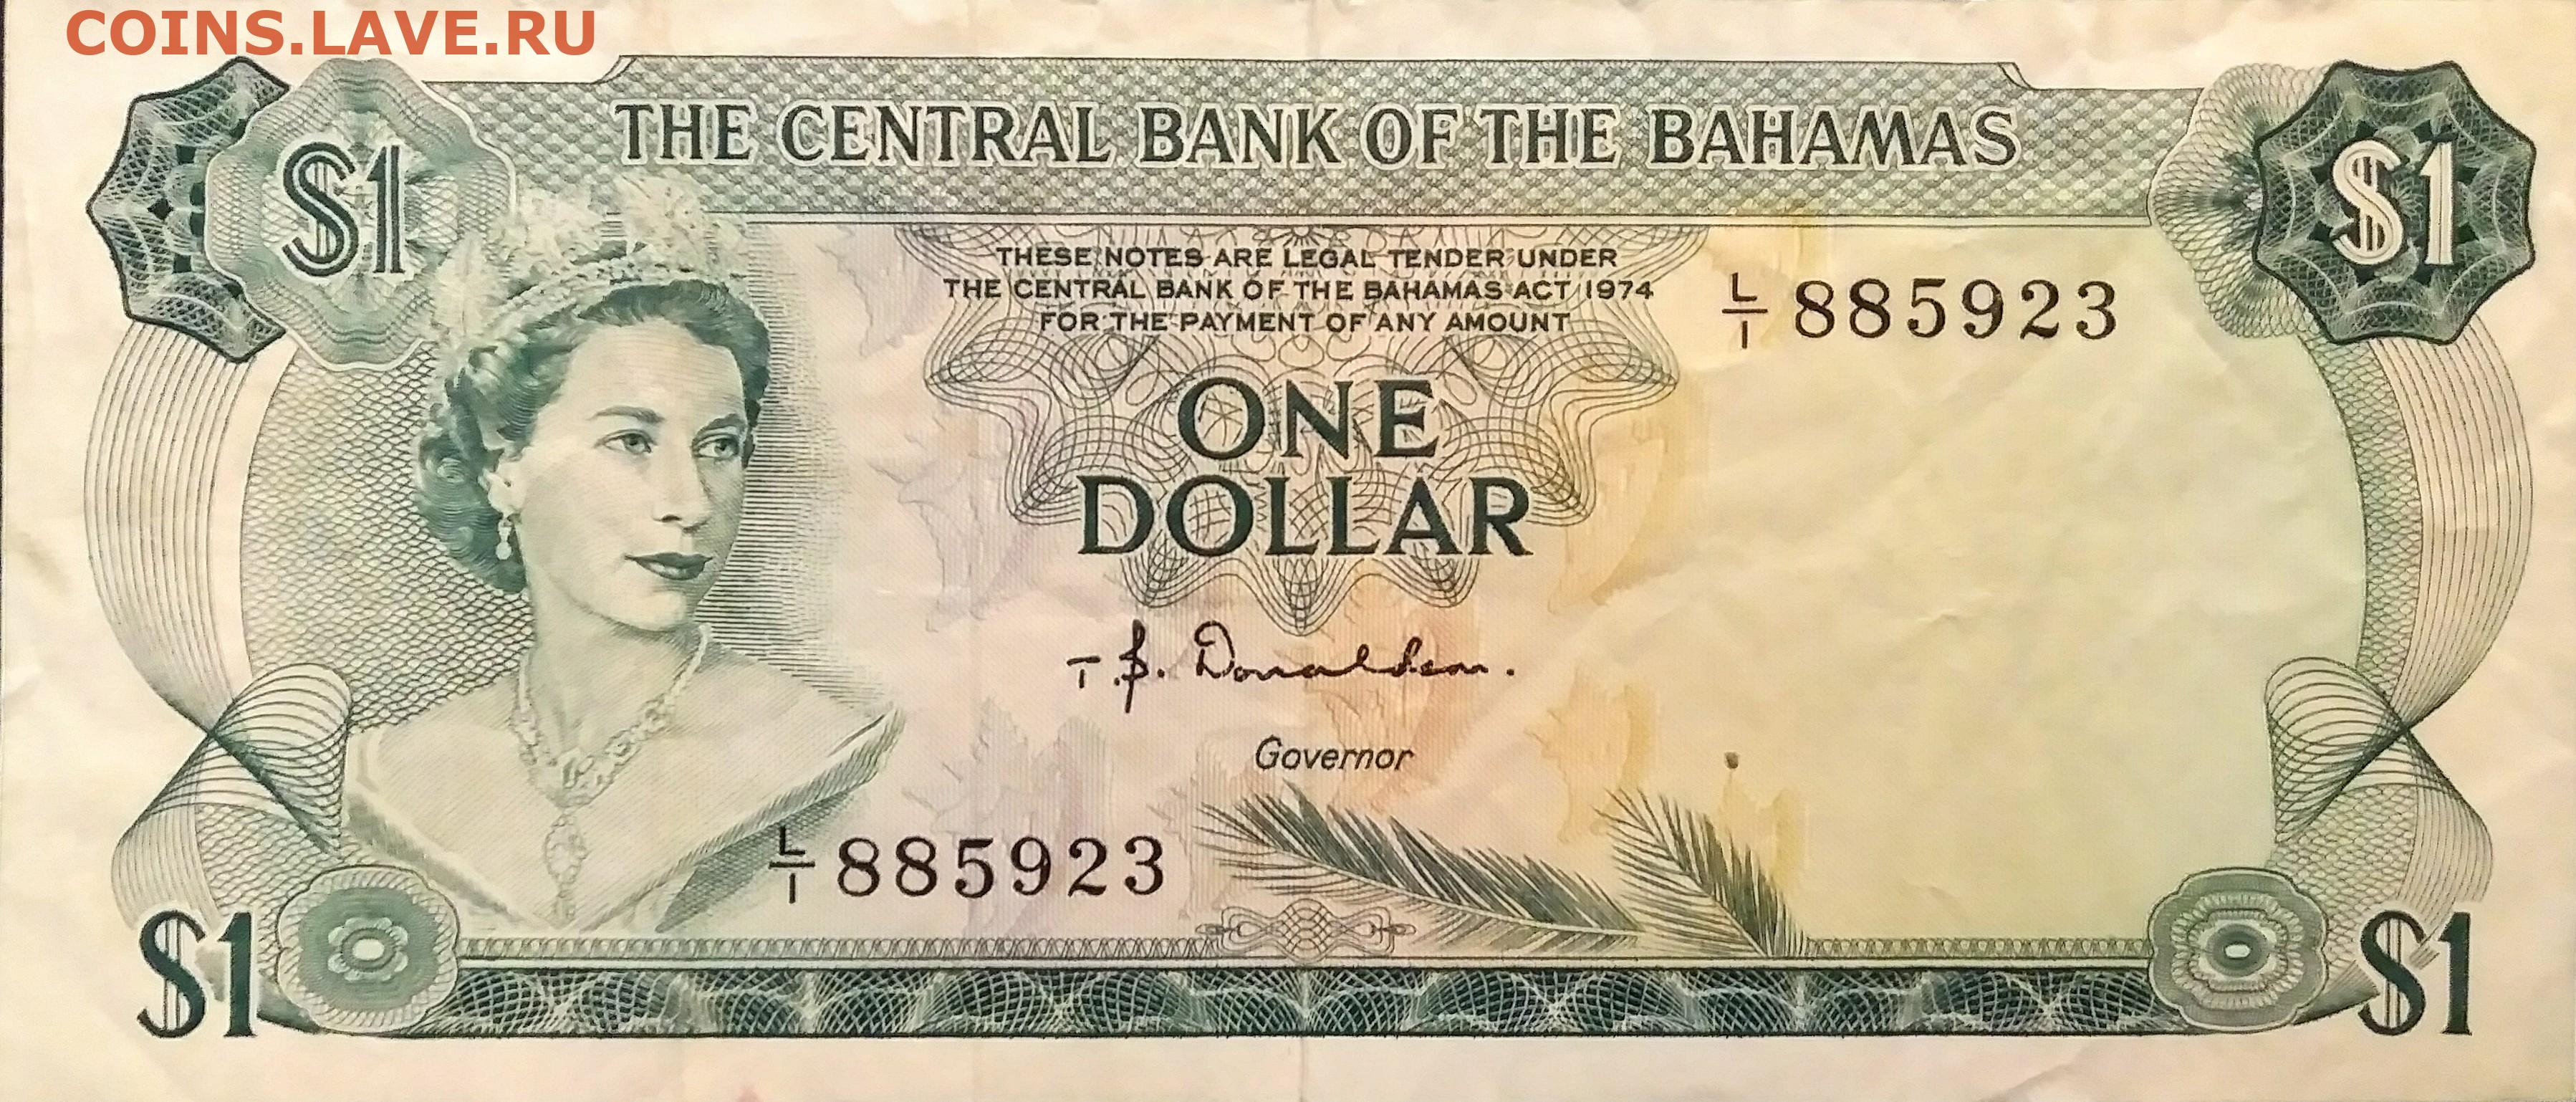 COINS.LAVE.RU
$1
THE CENTRAL BANK OF THE BAHAMAS
$1
THESE NOTES ARE LEGAL TENDER UNDER
THE CENTRAL BANK OF THE BAHAMAS ACT 1974
FOR THE PAYMENT OF ANY AMOUNT
L/1 885923
ONE
DOLLAR
T.B. Donaldson.
Governor
L/1 885923
$1
$1